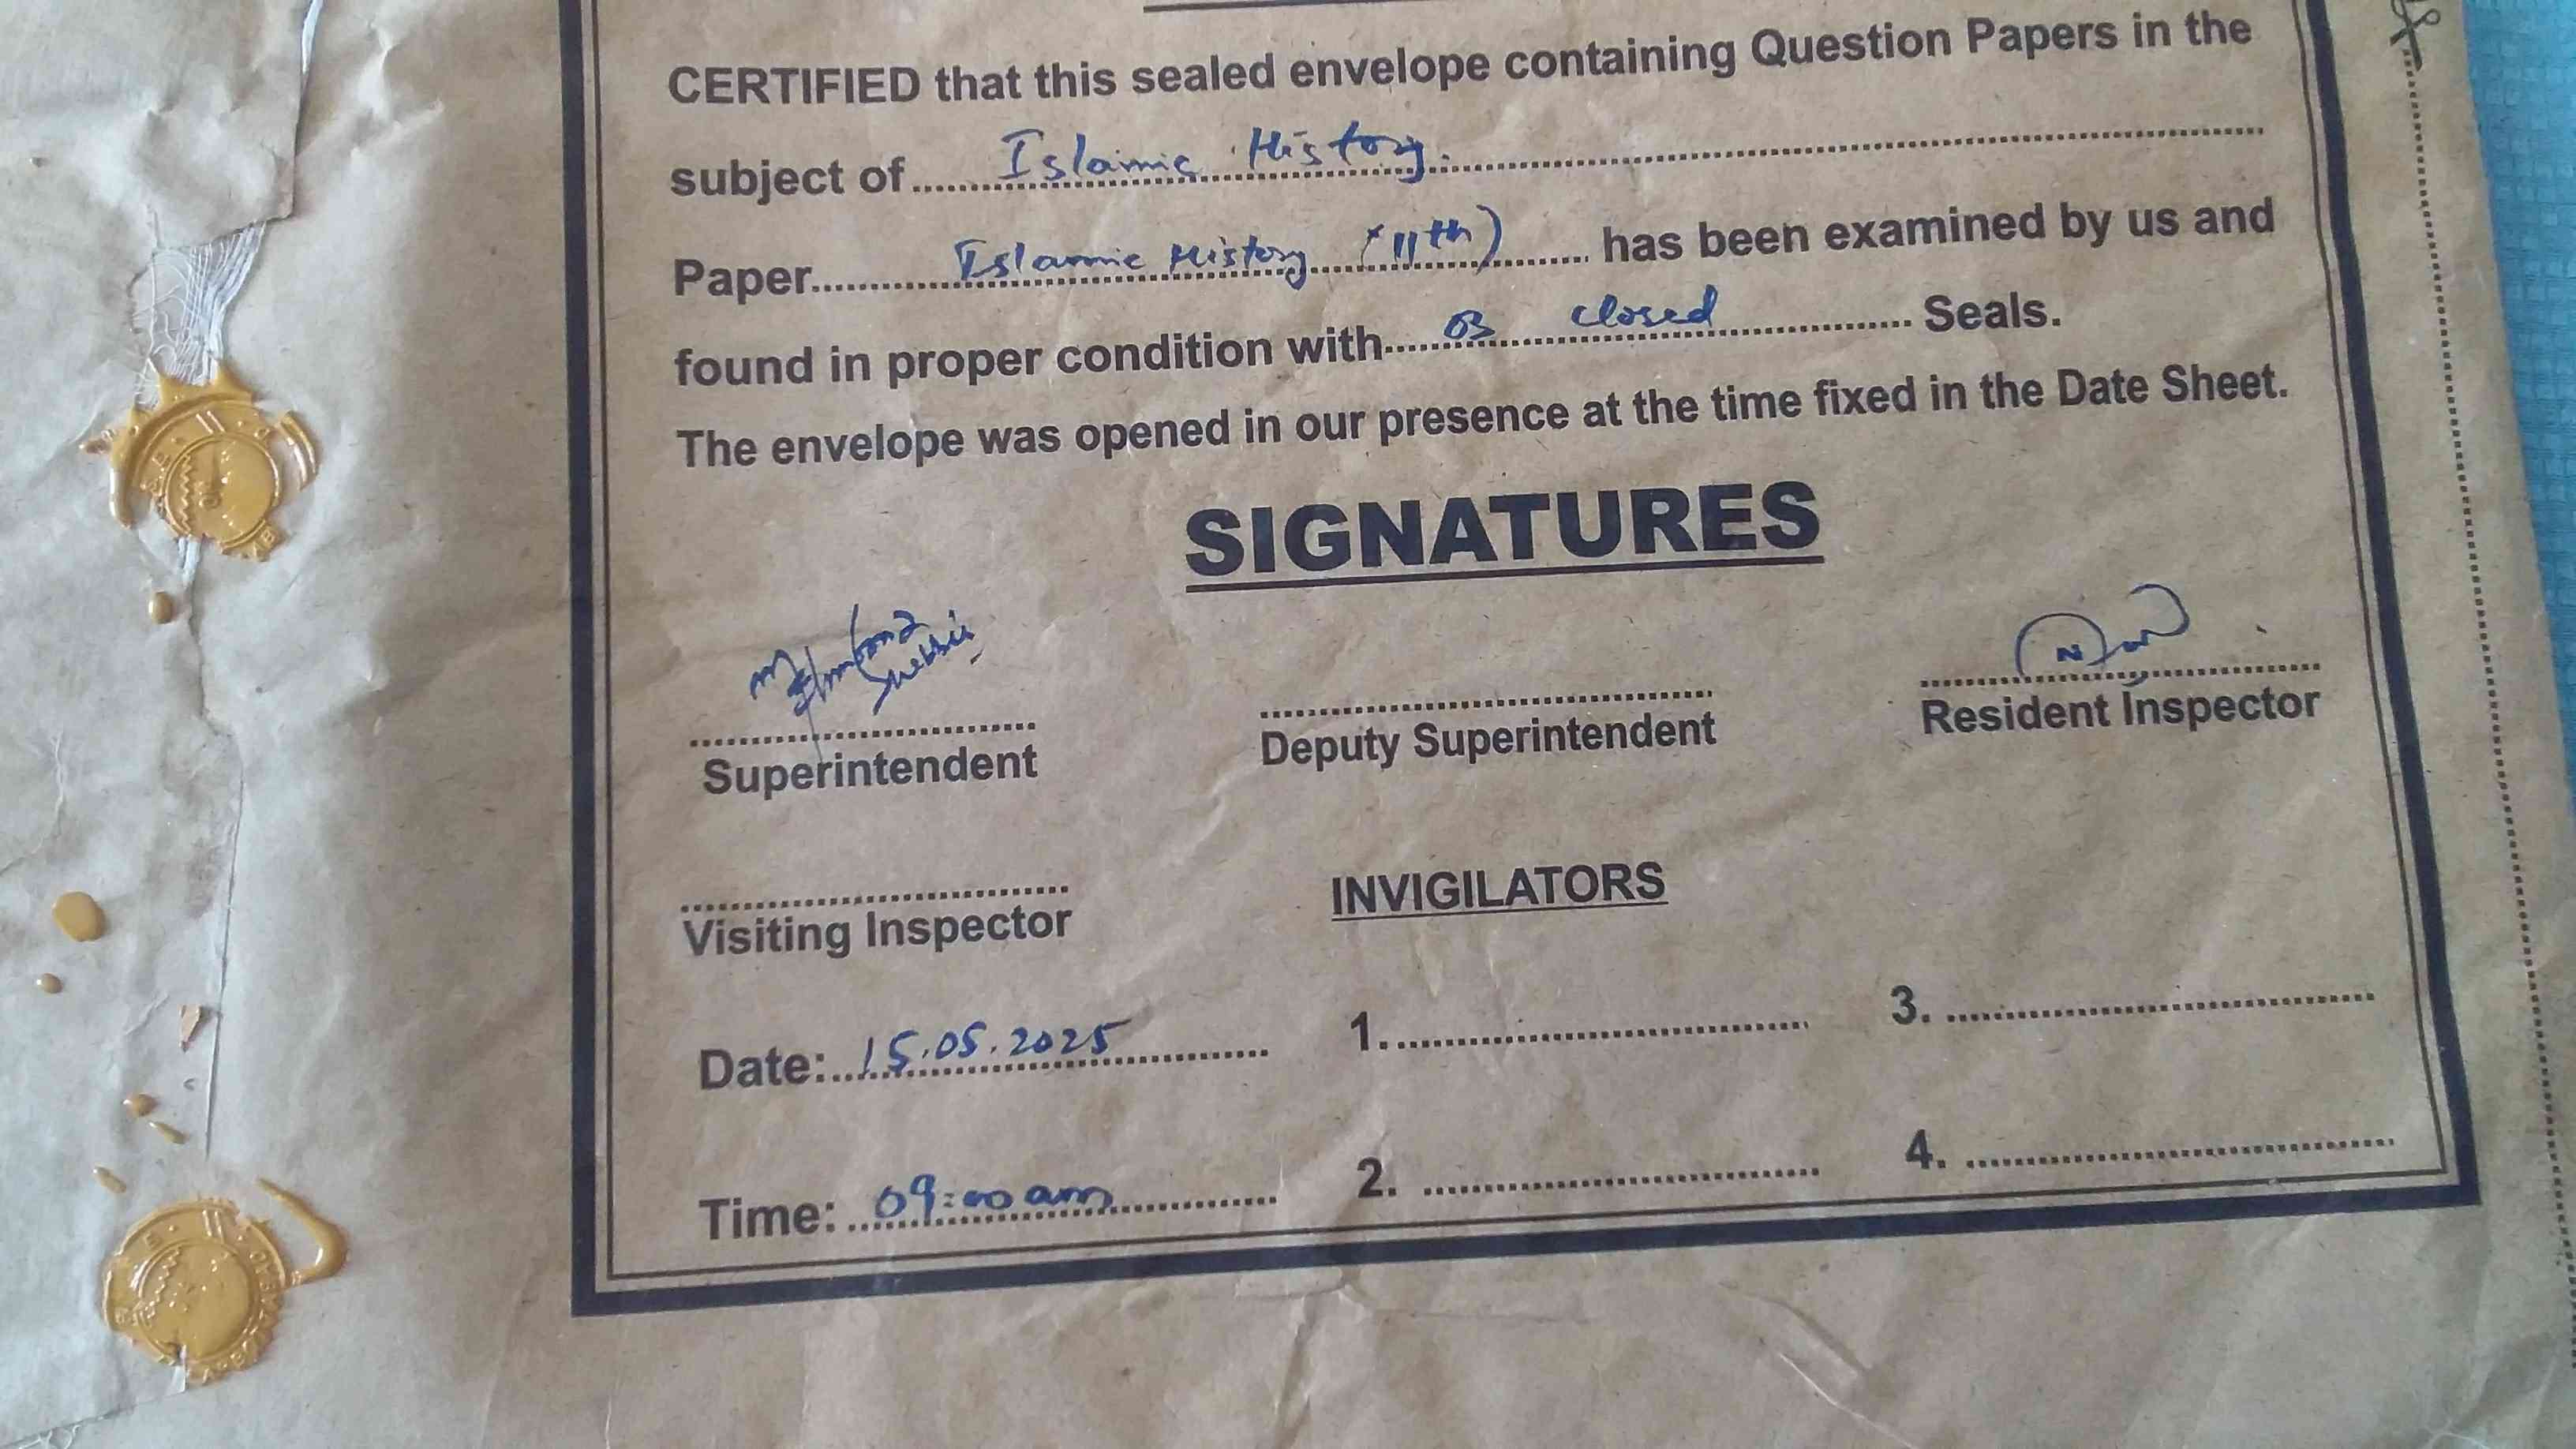 CERTIFIED that this sealed envelope containing Question Papers in the
subject of Islamic History.
Paper Islamic History (11th) has been examined by us and
found in proper condition with 03 closed Seals.
The envelope was opened in our presence at the time fixed in the Date Sheet.
SIGNATURES
Superintendent Deputy Superintendent Resident Inspector
Visiting Inspector INVIGILATORS
Date: 15.05.2025 1. 3.
Time: 09:00 am 2. 4.